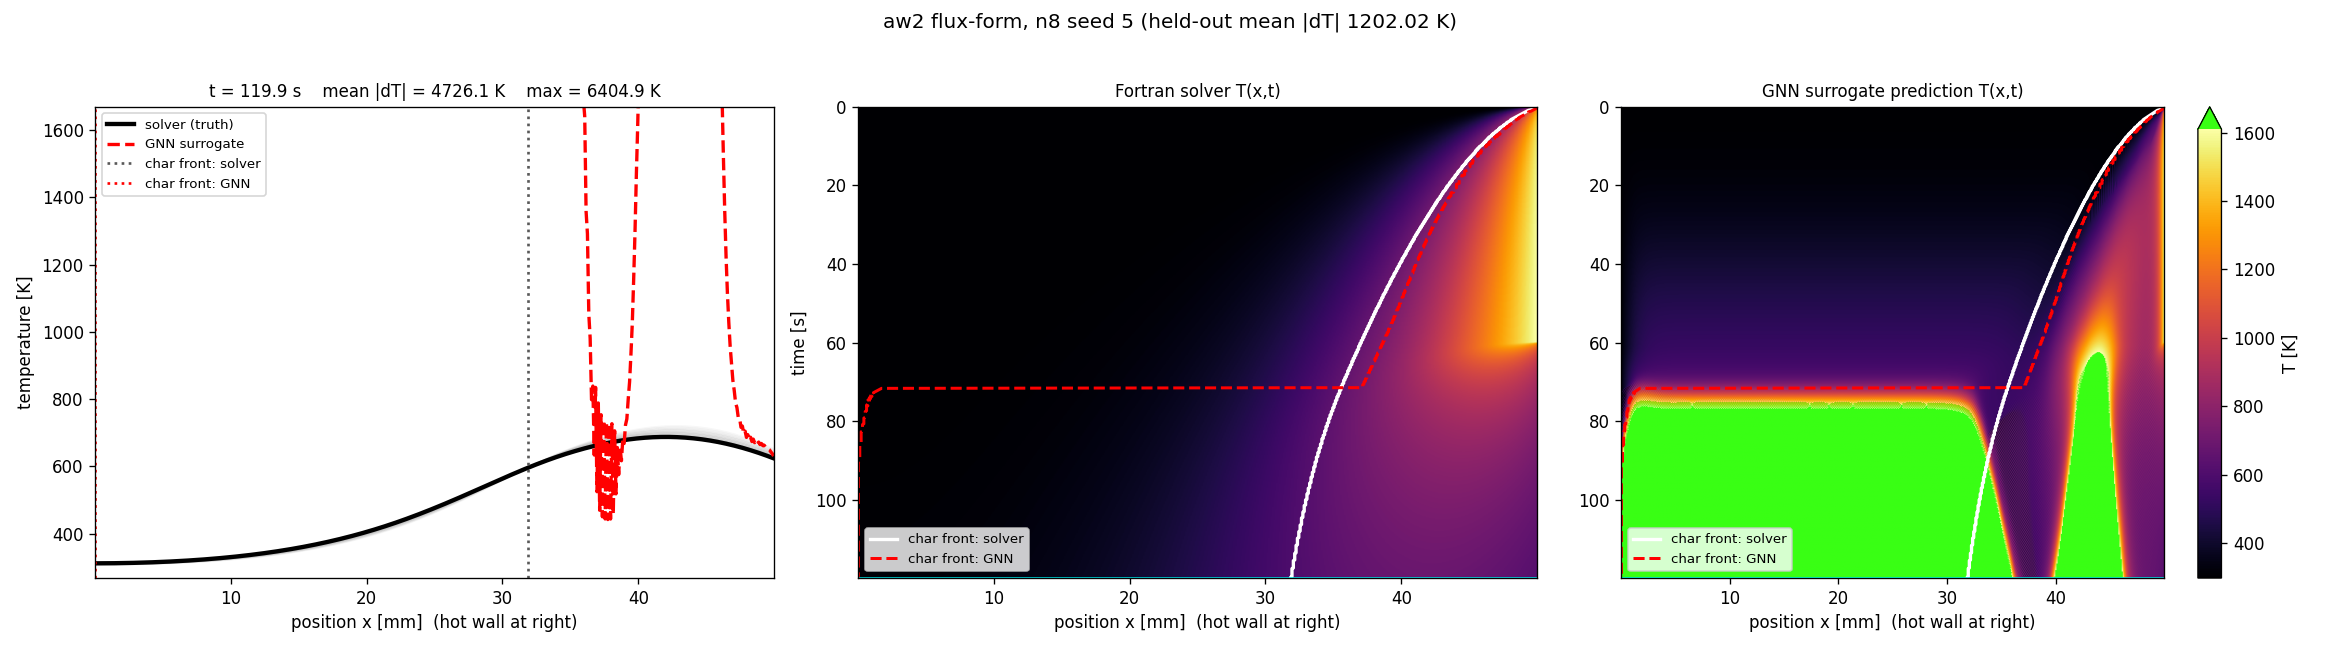 aw2 flux-form, n8 seed 5 (held-out mean |dT| 1202.02 K)
t = 119.9 s    mean |dT| = 4726.1 K    max = 6404.9 K
1600
1400
1200
1000
800
600
400
temperature [K]
solver (truth)
GNN surrogate
char front: solver
char front: GNN
10
20
30
40
position x [mm]  (hot wall at right)
Fortran solver T(x,t)
0
20
40
60
80
100
time [s]
char front: solver
char front: GNN
10
20
30
40
position x [mm]  (hot wall at right)
GNN surrogate prediction T(x,t)
0
20
40
60
80
100
char front: solver
char front: GNN
10
20
30
40
position x [mm]  (hot wall at right)
1600
1400
1200
1000
800
600
400
T [K]